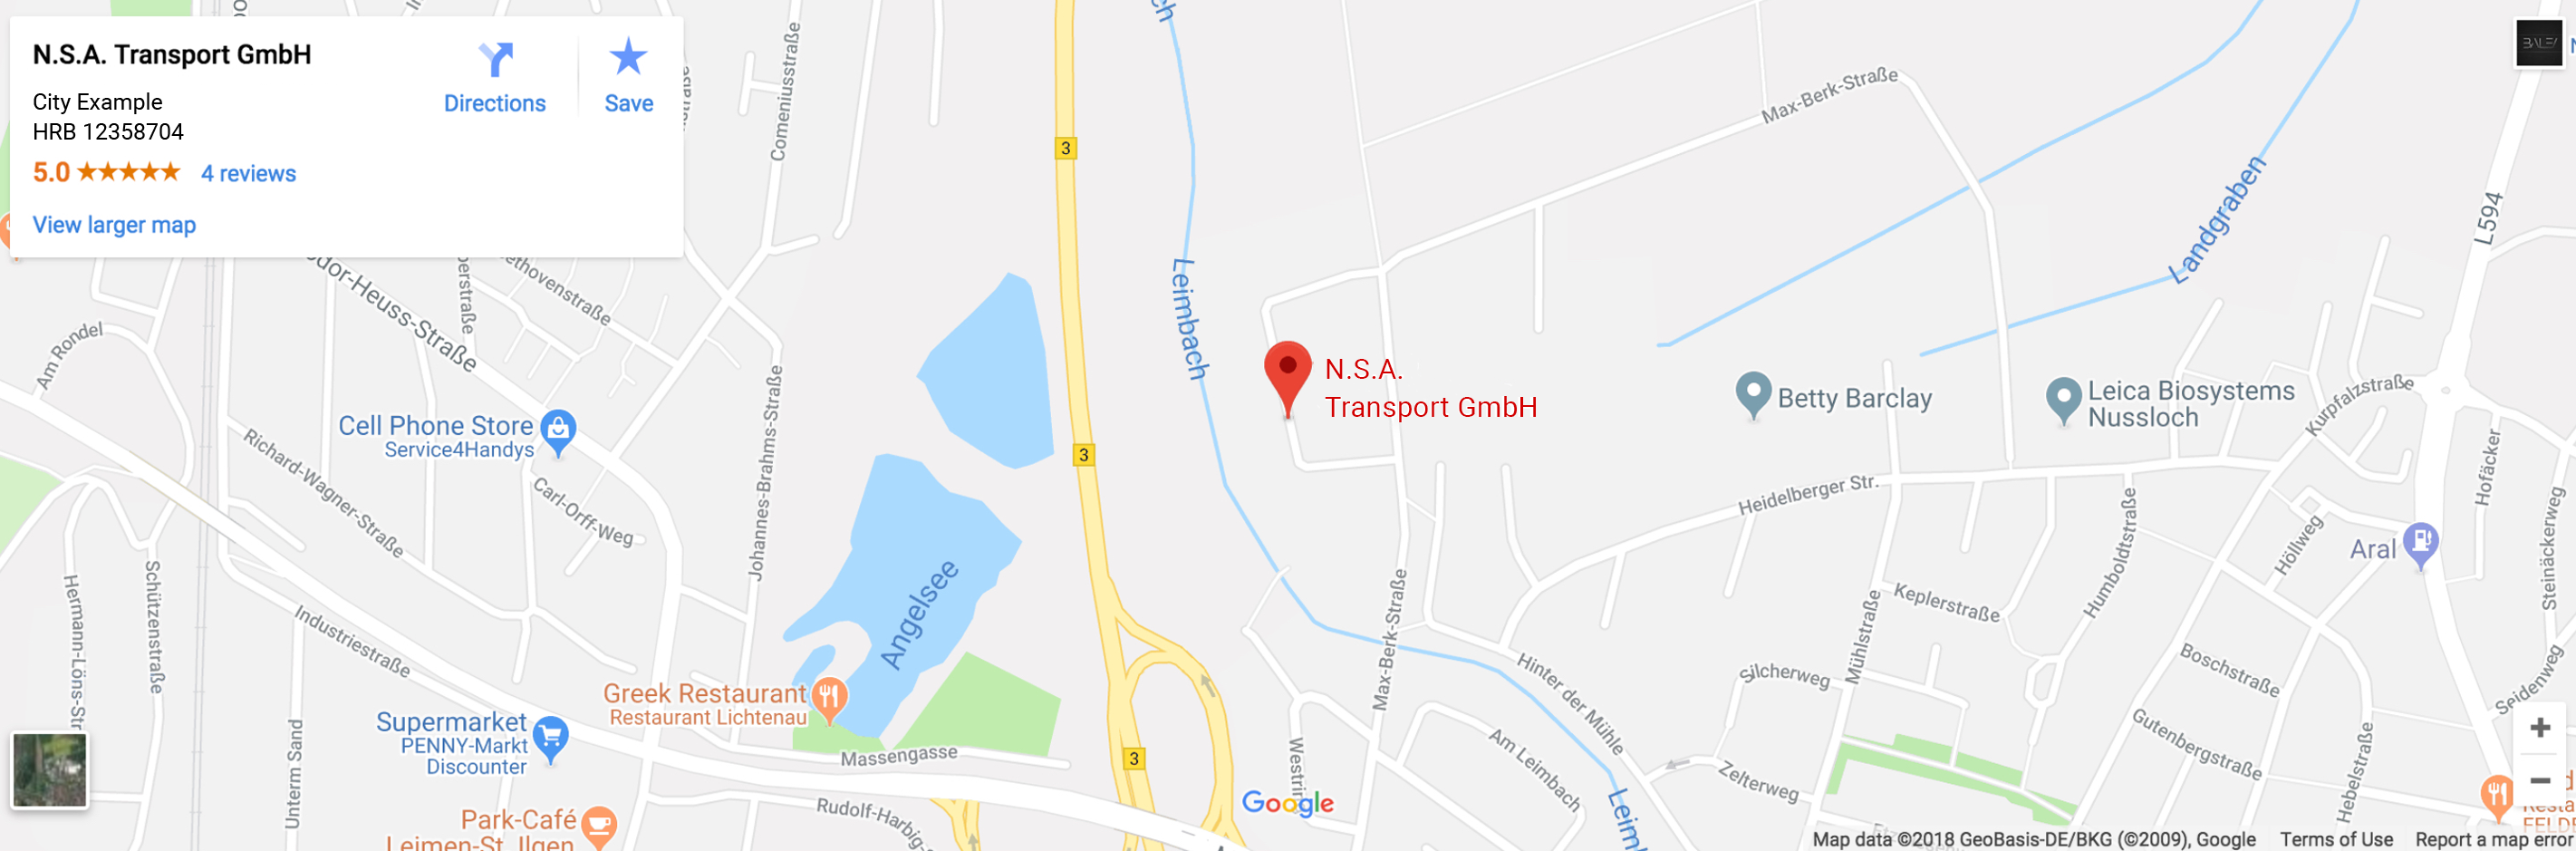 N.S.A. Transport GmbH
City Example
HRB 12358704
5.0 ★★★★★ 4 reviews
View larger map
Directions
Save
Comeniusstraße
3
Max-Berk-Straße
Landgraben
L594
Leimbach
Am Rondel
3
N.S.A.
Transport GmbH
Betty Barclay
Leica Biosystems
Nussloch
Kurpfalzstraße
Cell Phone Store
Service4Handys
Richard-Wagner-Straße
Carl-Orff-Weg
Johannes-Brahms-Straße
Heidelberger Str.
Hofäcker
Höllweg
Aral
Steinäckerweg
Humboldtstraße
Keplerstraße
Mühlstraße
Angelsee
Hermann-Löns-Str
Schützenstraße
Industriestraße
Max-Berk-Straße
Hinter der Mühle
Silcherweg
Boschstraße
Seidenweg
Greek Restaurant
Restaurant Lichtenau
Supermarket
PENNY-Markt
Discounter
Unterm Sand
Massengasse
3
Am Leimbach
Zelterweg
Gutenbergstraße
Hebelstraße
Park-Café
Leimen-St. Ilgen
Rudolf-Harbig-
Google
Map data ©2018 GeoBasis-DE/BKG (©2009), Google
Terms of Use
Report a map error